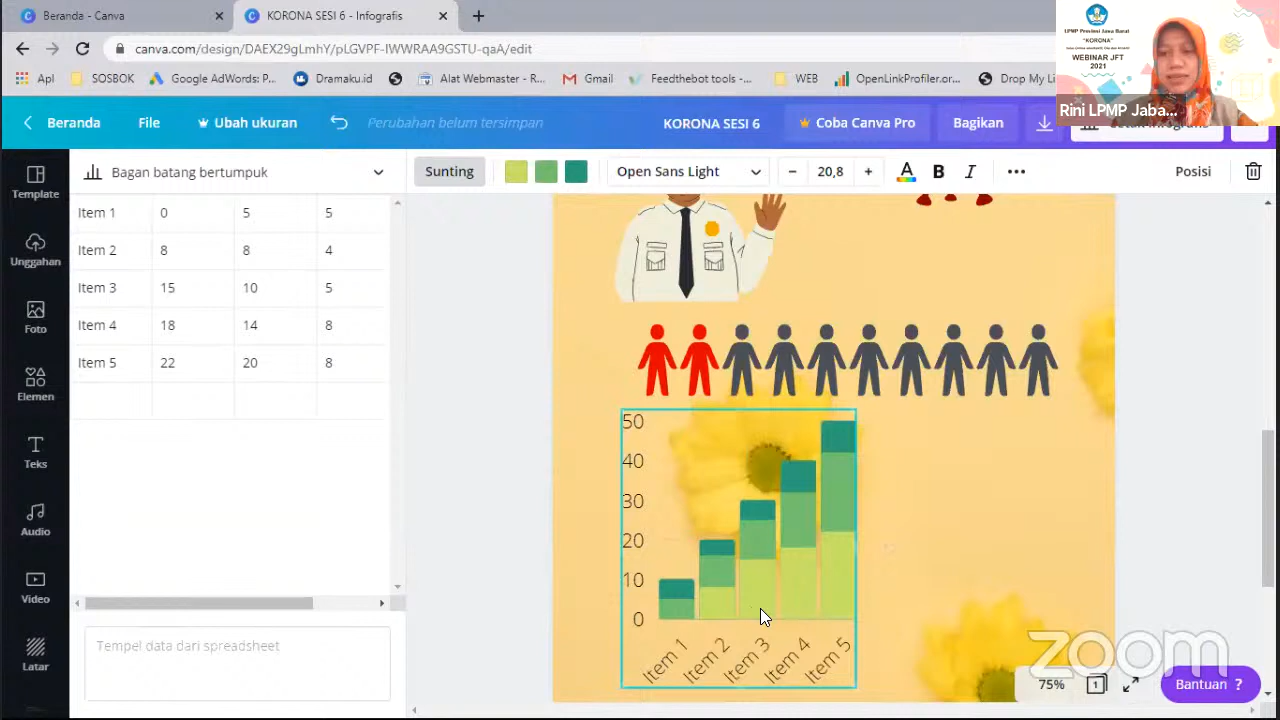 Beranda - Canva
KORONA SESI 6 - Infografis
canva.com/design/DAEX29gLmhY/pLGVPF-tWWrRAA9GSTU-qaA/edit
Apl
SOSBOK
Google AdWords: P...
Dramaku.id
Alat Webmaster - R...
Gmail
Feedthebot tools -...
WEB
OpenLinkProfiler.or...
Drop My Li
Beranda
File
Ubah ukuran
Perubahan belum tersimpan
KORONA SESI 6
Coba Canva Pro
Bagikan
LPMP Provinsi Jawa Barat
"KORONA"
WEBINAR JFT
2021
Rini LPMP Jaba...
Template
Unggahan
Foto
Elemen
Teks
Audio
Video
Latar
Bagan batang bertumpuk
Sunting
Open Sans Light
– 20,8 +
A B I •••
Posisi
Item 1 0 5 5
Item 2 8 8 4
Item 3 15 10 5
Item 4 18 14 8
Item 5 22 20 8
Tempel data dari spreadsheet
50
40
30
20
10
0
Item 1
Item 2
Item 3
Item 4
Item 5
zoom
75%
1
Bantuan ?